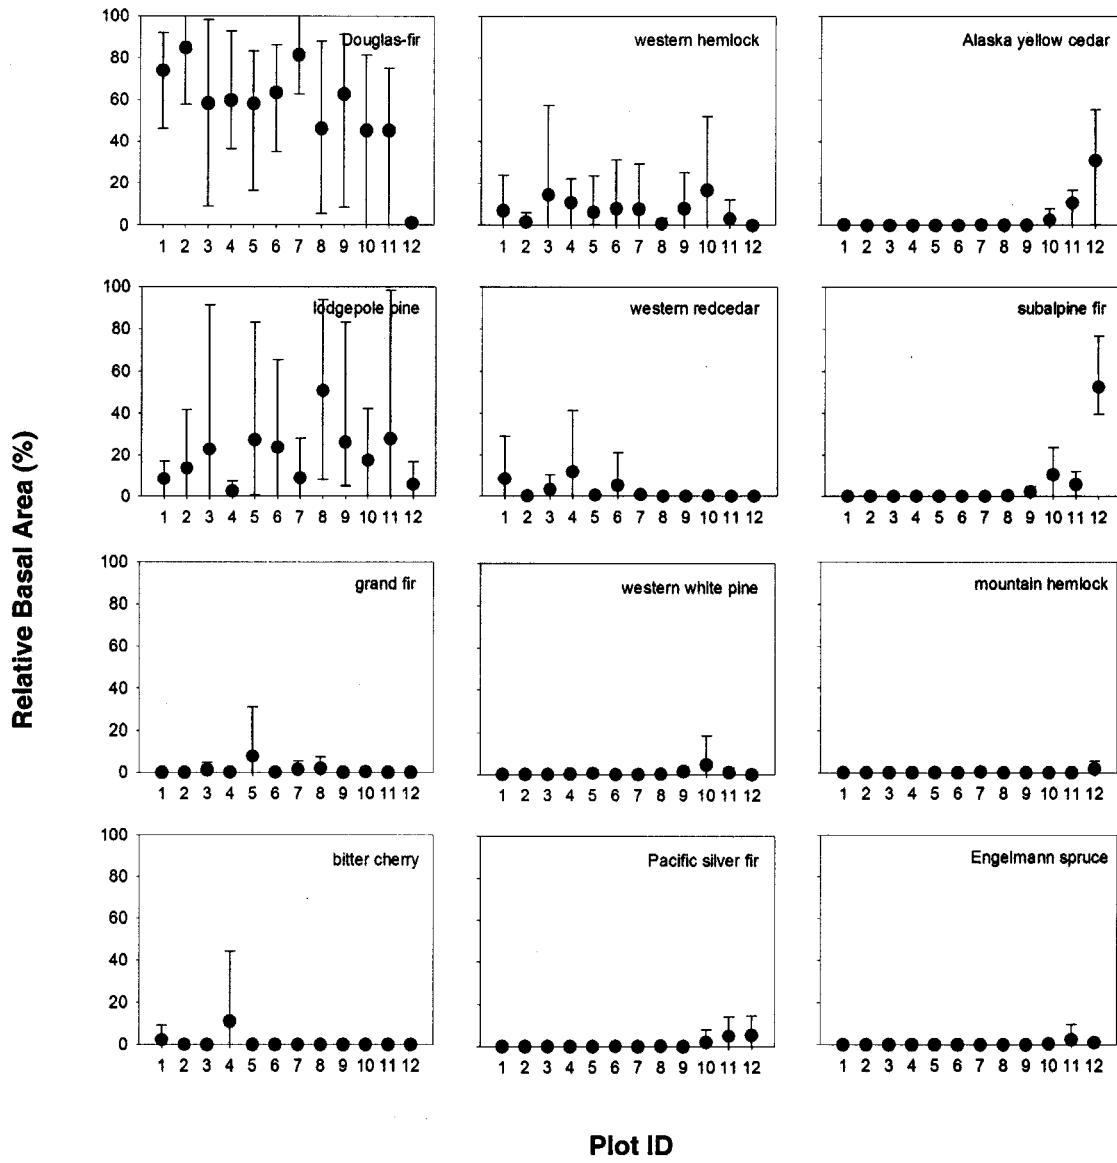 Relative Basal Area (%)
100
80
60
40
20
0
Douglas-fir
1 2 3 4 5 6 7 8 9 10 11 12
western hemlock
1 2 3 4 5 6 7 8 9 10 11 12
Alaska yellow cedar
1 2 3 4 5 6 7 8 9 10 11 12
100
80
60
40
20
0
lodgepole pine
1 2 3 4 5 6 7 8 9 10 11 12
western redcedar
1 2 3 4 5 6 7 8 9 10 11 12
subalpine fir
1 2 3 4 5 6 7 8 9 10 11 12
100
80
60
40
20
0
grand fir
1 2 3 4 5 6 7 8 9 10 11 12
western white pine
1 2 3 4 5 6 7 8 9 10 11 12
mountain hemlock
1 2 3 4 5 6 7 8 9 10 11 12
100
80
60
40
20
0
bitter cherry
1 2 3 4 5 6 7 8 9 10 11 12
Pacific silver fir
1 2 3 4 5 6 7 8 9 10 11 12
Engelmann spruce
1 2 3 4 5 6 7 8 9 10 11 12
Plot ID